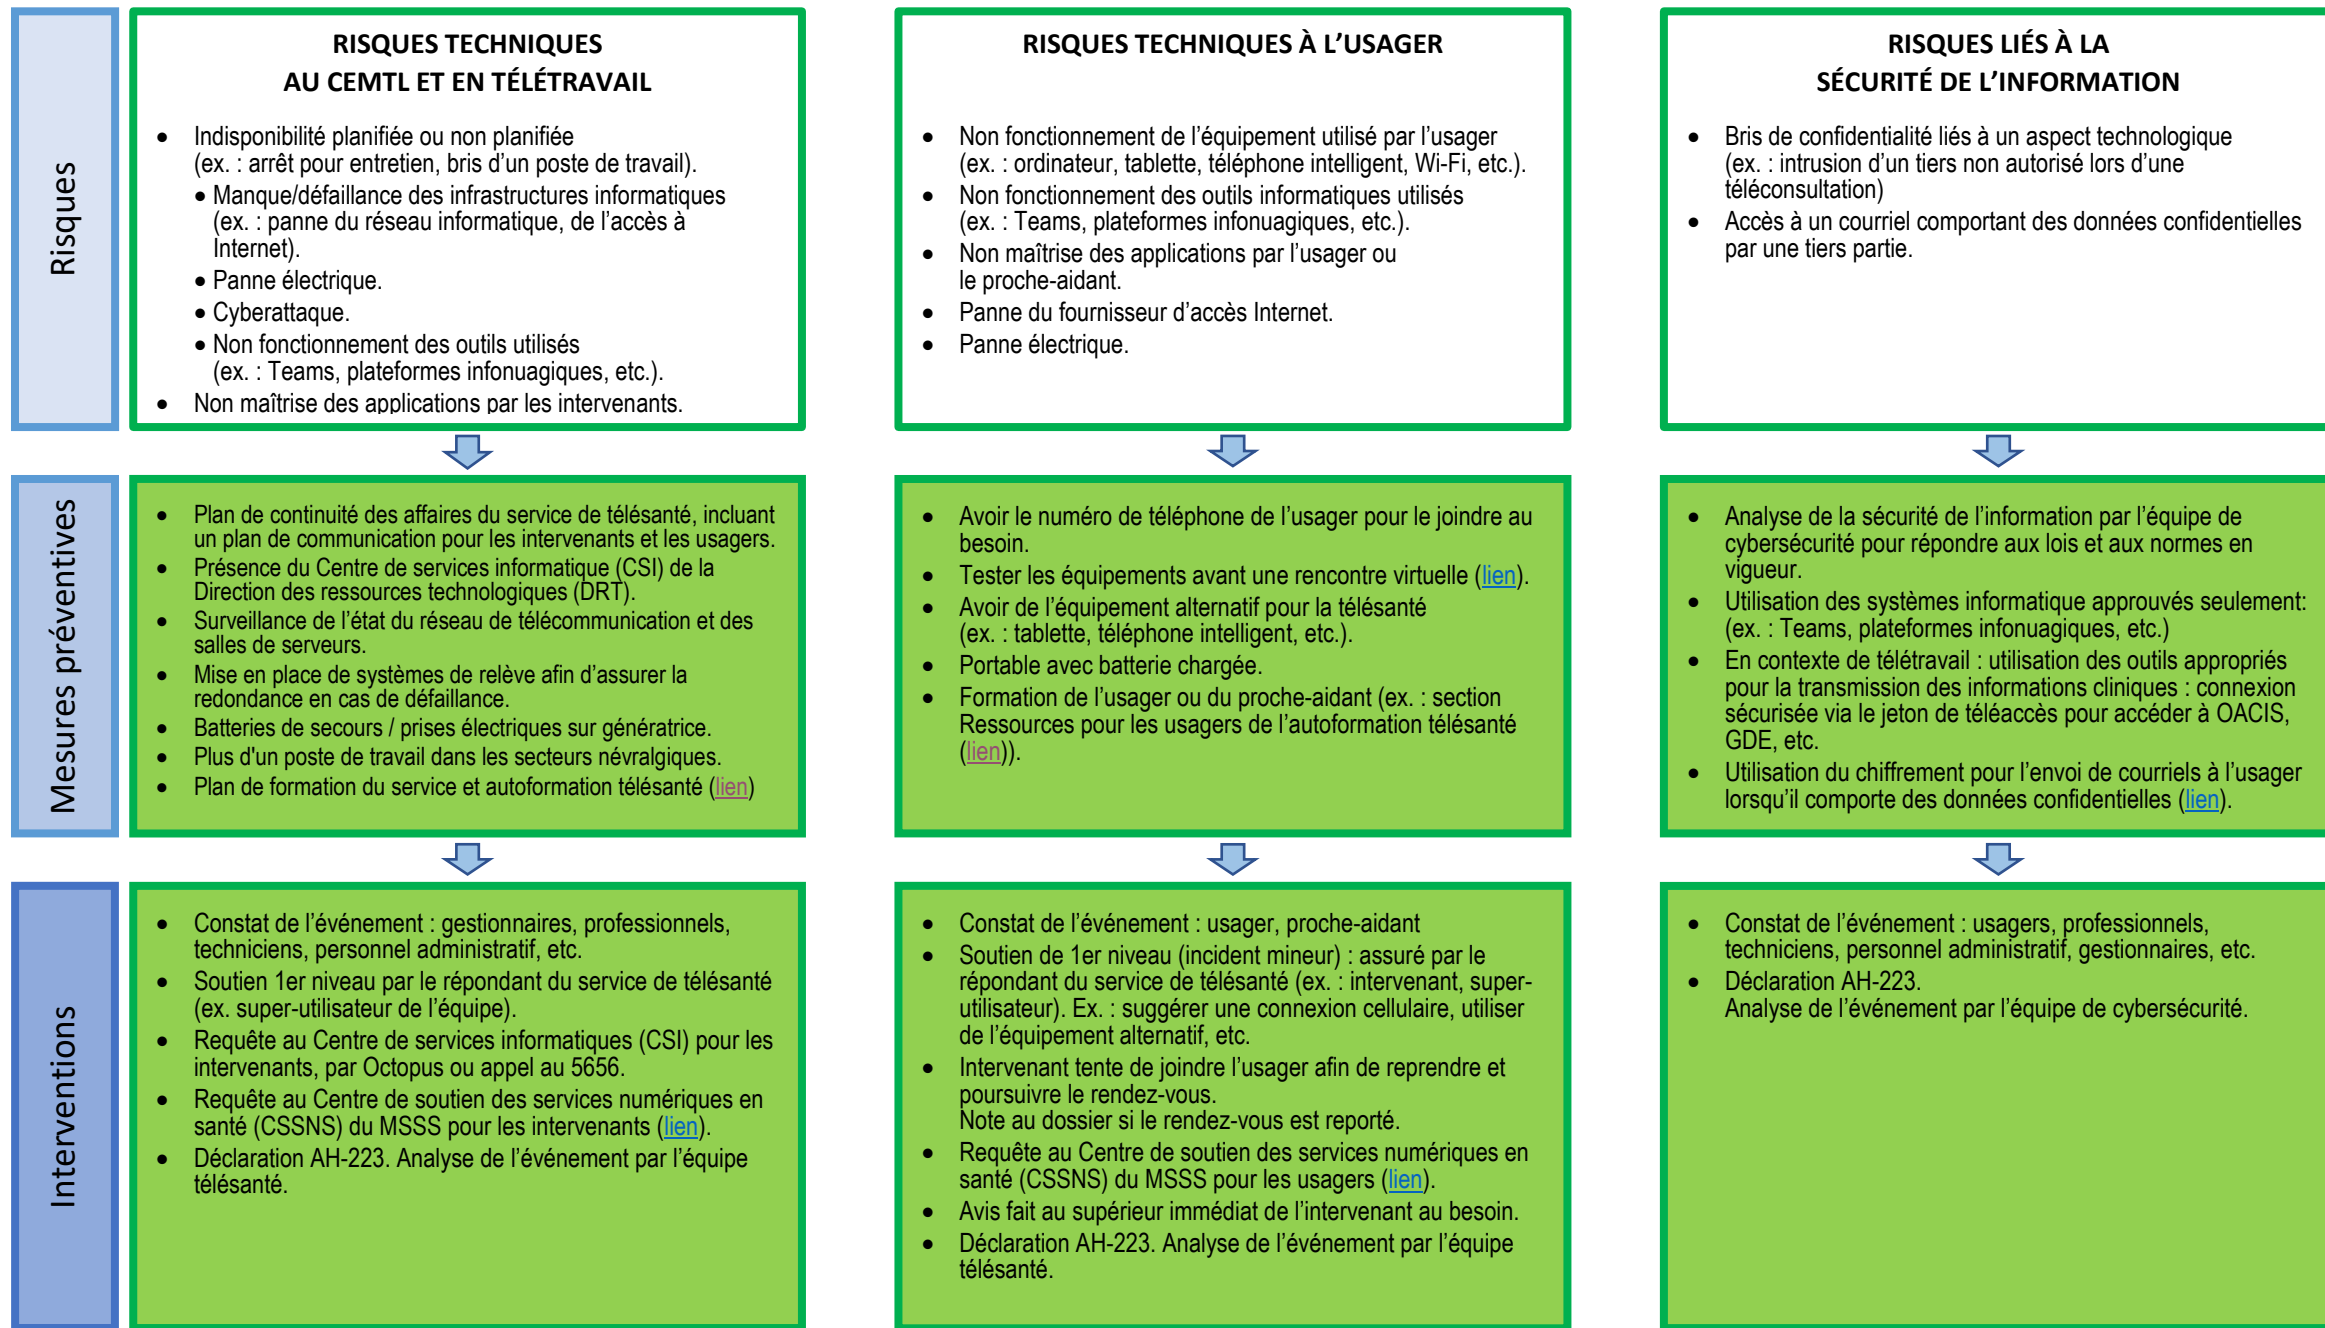 Risques
RISQUES TECHNIQUES
AU CEMTL ET EN TÉLÉTRAVAIL
• Indisponibilité planifiée ou non planifiée
(ex. : arrêt pour entretien, bris d'un poste de travail).
• Manque/défaillance des infrastructures informatiques
(ex. : panne du réseau informatique, de l'accès à
Internet).
• Panne électrique.
• Cyberattaque.
• Non fonctionnement des outils utilisés
(ex. : Teams, plateformes infonuagiques, etc.).
• Non maîtrise des applications par les intervenants.
RISQUES TECHNIQUES À L'USAGER
• Non fonctionnement de l'équipement utilisé par l'usager
(ex. : ordinateur, tablette, téléphone intelligent, Wi-Fi, etc.).
• Non fonctionnement des outils informatiques utilisés
(ex. : Teams, plateformes infonuagiques, etc.).
• Non maîtrise des applications par l'usager ou
le proche-aidant.
• Panne du fournisseur d'accès Internet.
• Panne électrique.
RISQUES LIÉS À LA
SÉCURITÉ DE L'INFORMATION
• Bris de confidentialité liés à un aspect technologique
(ex. : intrusion d'un tiers non autorisé lors d'une
téléconsultation)
• Accès à un courriel comportant des données confidentielles
par une tiers partie.
Mesures préventives
• Plan de continuité des affaires du service de télésanté, incluant
un plan de communication pour les intervenants et les usagers.
• Présence du Centre de services informatique (CSI) de la
Direction des ressources technologiques (DRT).
• Surveillance de l'état du réseau de télécommunication et des
salles de serveurs.
• Mise en place de systèmes de relève afin d'assurer la
redondance en cas de défaillance.
• Batteries de secours / prises électriques sur génératrice.
• Plus d'un poste de travail dans les secteurs névralgiques.
• Plan de formation du service et autoformation télésanté (lien)
• Avoir le numéro de téléphone de l'usager pour le joindre au
besoin.
• Tester les équipements avant une rencontre virtuelle (lien).
• Avoir de l'équipement alternatif pour la télésanté
(ex. : tablette, téléphone intelligent, etc.).
• Portable avec batterie chargée.
• Formation de l'usager ou du proche-aidant (ex. : section
Ressources pour les usagers de l'autoformation télésanté
(lien)).
• Analyse de la sécurité de l'information par l'équipe de
cybersécurité pour répondre aux lois et aux normes en
vigueur.
• Utilisation des systèmes informatique approuvés seulement:
(ex. : Teams, plateformes infonuagiques, etc.)
• En contexte de télétravail : utilisation des outils appropriés
pour la transmission des informations cliniques : connexion
sécurisée via le jeton de téléaccès pour accéder à OACIS,
GDE, etc.
• Utilisation du chiffrement pour l'envoi de courriels à l'usager
lorsqu'il comporte des données confidentielles (lien).
Interventions
• Constat de l'événement : gestionnaires, professionnels,
techniciens, personnel administratif, etc.
• Soutien 1er niveau par le répondant du service de télésanté
(ex. super-utilisateur de l'équipe).
• Requête au Centre de services informatiques (CSI) pour les
intervenants, par Octopus ou appel au 5656.
• Requête au Centre de soutien des services numériques en
santé (CSSNS) du MSSS pour les intervenants (lien).
• Déclaration AH-223. Analyse de l'événement par l'équipe
télésanté.
• Constat de l'événement : usager, proche-aidant
• Soutien de 1er niveau (incident mineur) : assuré par le
répondant du service de télésanté (ex. : intervenant, super-
utilisateur). Ex. : suggérer une connexion cellulaire, utiliser
de l'équipement alternatif, etc.
• Intervenant tente de joindre l'usager afin de reprendre et
poursuivre le rendez-vous.
Note au dossier si le rendez-vous est reporté.
• Requête au Centre de soutien des services numériques en
santé (CSSNS) du MSSS pour les usagers (lien).
• Avis fait au supérieur immédiat de l'intervenant au besoin.
• Déclaration AH-223. Analyse de l'événement par l'équipe
télésanté.
• Constat de l'événement : usagers, professionnels,
techniciens, personnel administratif, gestionnaires, etc.
• Déclaration AH-223.
Analyse de l'événement par l'équipe de cybersécurité.